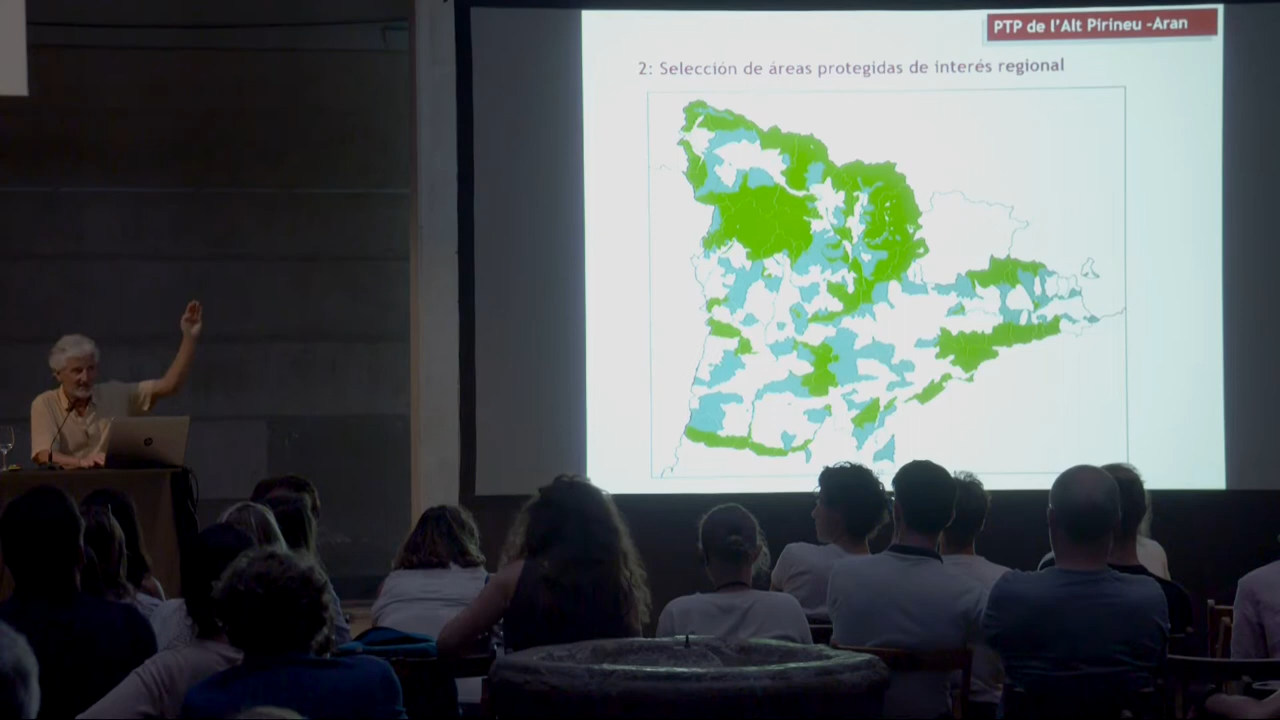 PTP de l'Alt Pirineu -Aran
2: Selección de áreas protegidas de interés regional